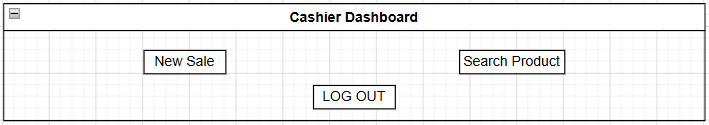 Cashier Dashboard
New Sale
Search Product
LOG OUT